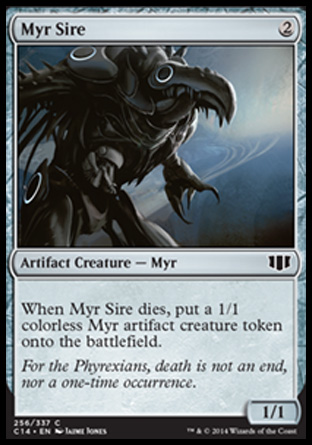 Myr Sire 2
Artifact Creature — Myr
When Myr Sire dies, put a 1/1
colorless Myr artifact creature token
onto the battlefield.
For the Phyrexians, death is not an end,
nor a one-time occurrence.
256/337 C
C14 • EN Jaime Jones
™ & © 2014 Wizards of the Coast
1/1